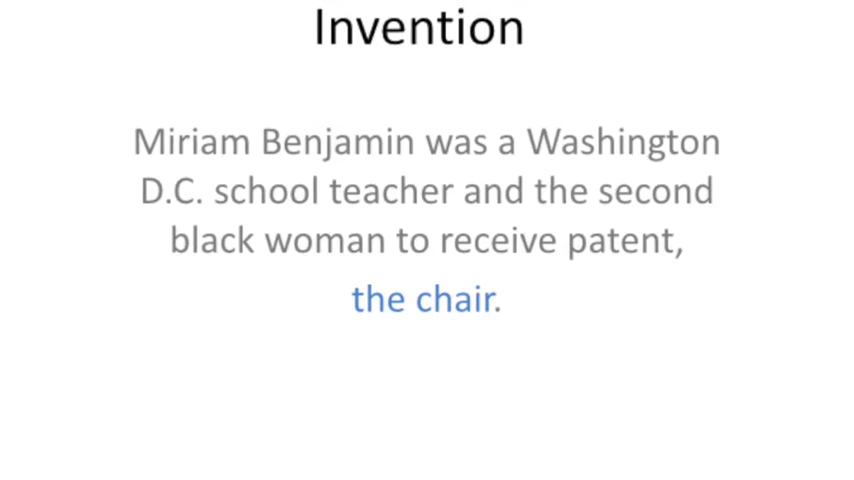 Invention
Miriam Benjamin was a Washington
D.C. school teacher and the second
black woman to receive patent,
the chair.